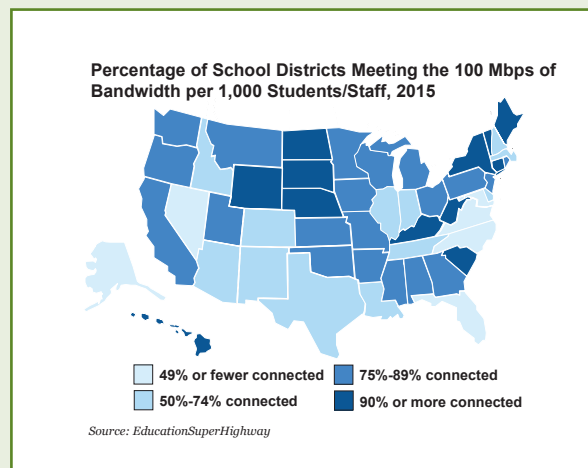 Percentage of School Districts Meeting the 100 Mbps of
Bandwidth per 1,000 Students/Staff, 2015
49% or fewer connected
75%-89% connected
50%-74% connected
90% or more connected
Source: EducationSuperHighway